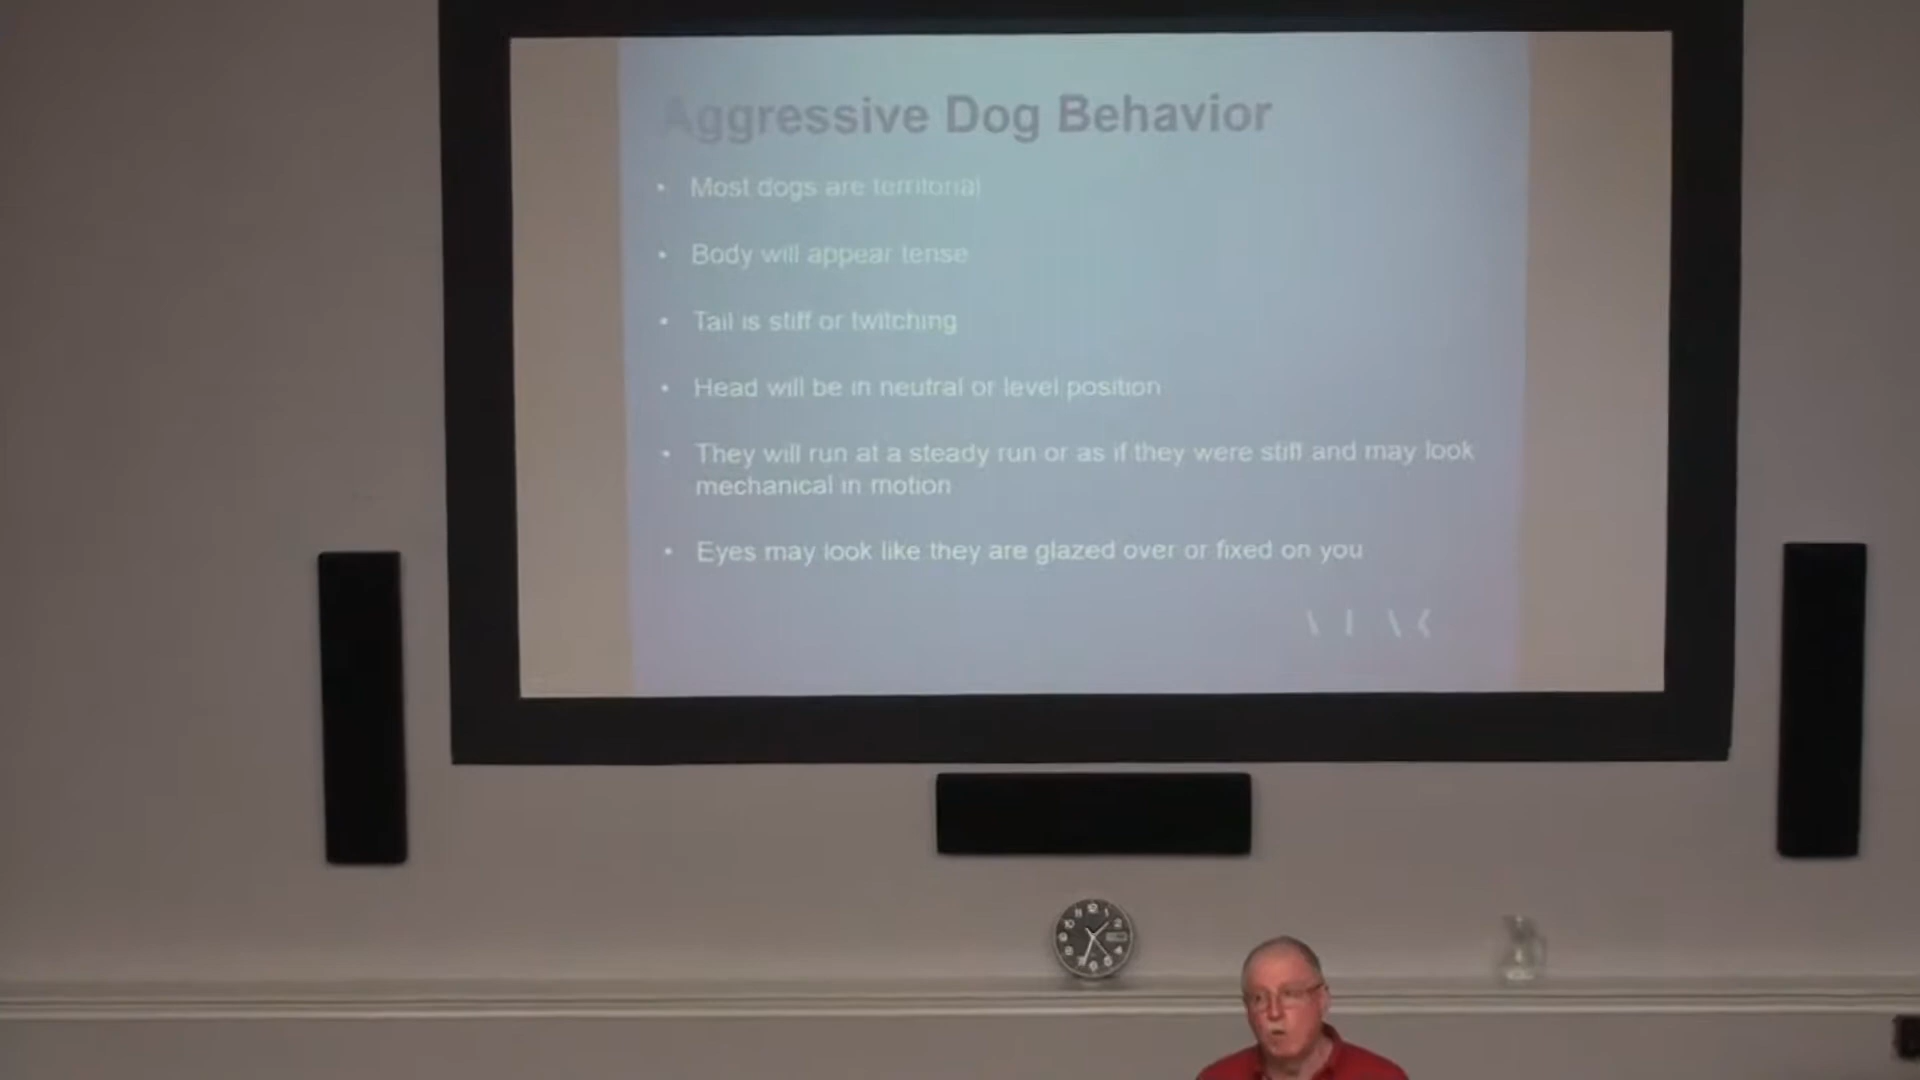 Aggressive Dog Behavior
• Most dogs are territorial
• Body will appear tense
• Tail is stiff or twitching
• Head will be in neutral or level position
• They will run at a steady run or as if they were stiff and may look
mechanical in motion
• Eyes may look like they are glazed over or fixed on you